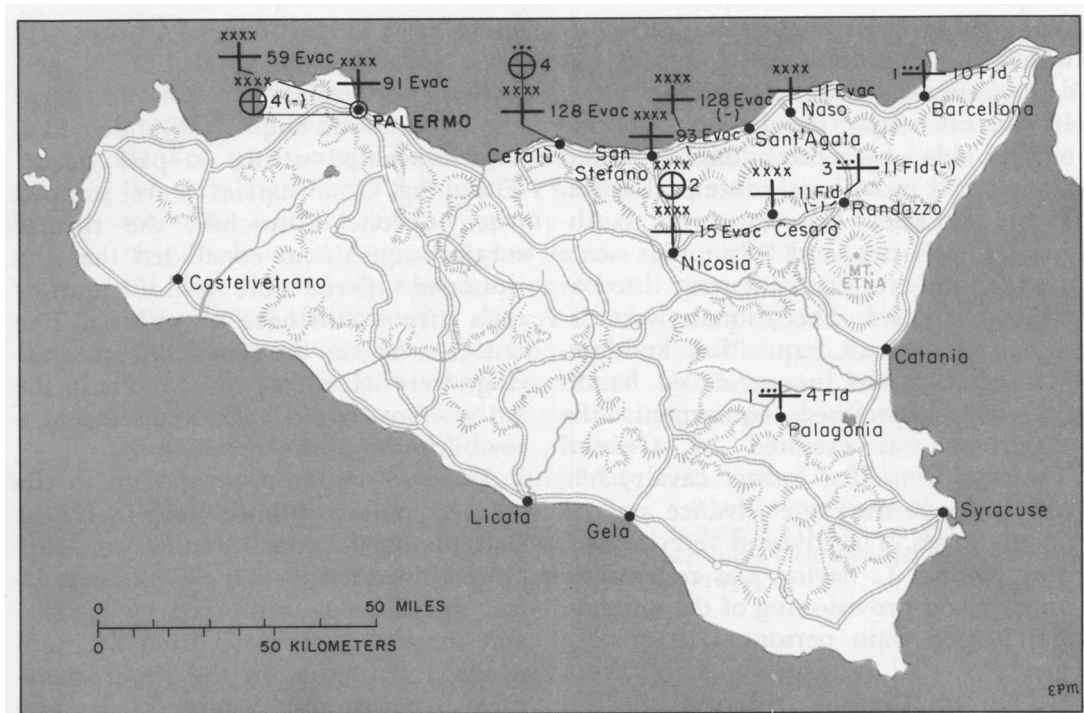 xxxx
59 Evac
xxxx
4(-)
xxxx
91 Evac
PALERMO
4
xxxx
128 Evac
Cefalù
xxxx
128 Evac
(-)
xxxx
93 Evac
San
Stefano
xxxx
11 Evac
Naso
Sant'Agata
1
10 Fld
Barcellona
xxxx
2
xxxx
15 Evac
Nicosia
xxxx
11 Fld
(-)
Cesarò
3
11 Fld (-)
Randazzo
MT.
ETNA
Castelvetrano
Catania
1
4 Fld
Palagonia
Licata
Gela
Syracuse
0 50 MILES
0 50 KILOMETERS
EPM